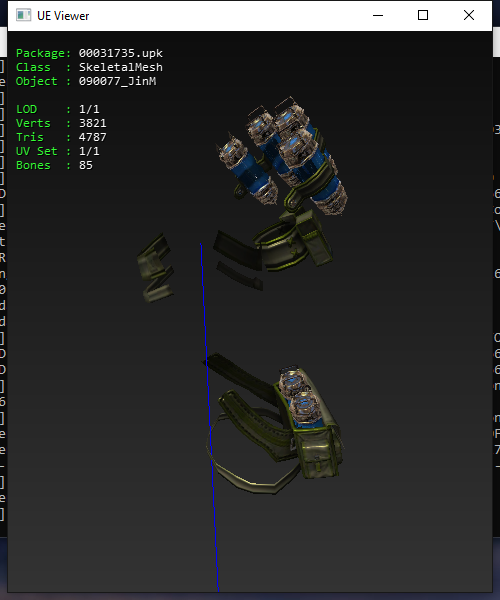 UE Viewer
Package: 00031735.upk
Class : SkeletalMesh
Object : 090077_JinM
LOD : 1/1
Verts : 3821
Tris : 4787
UV Set : 1/1
Bones : 85